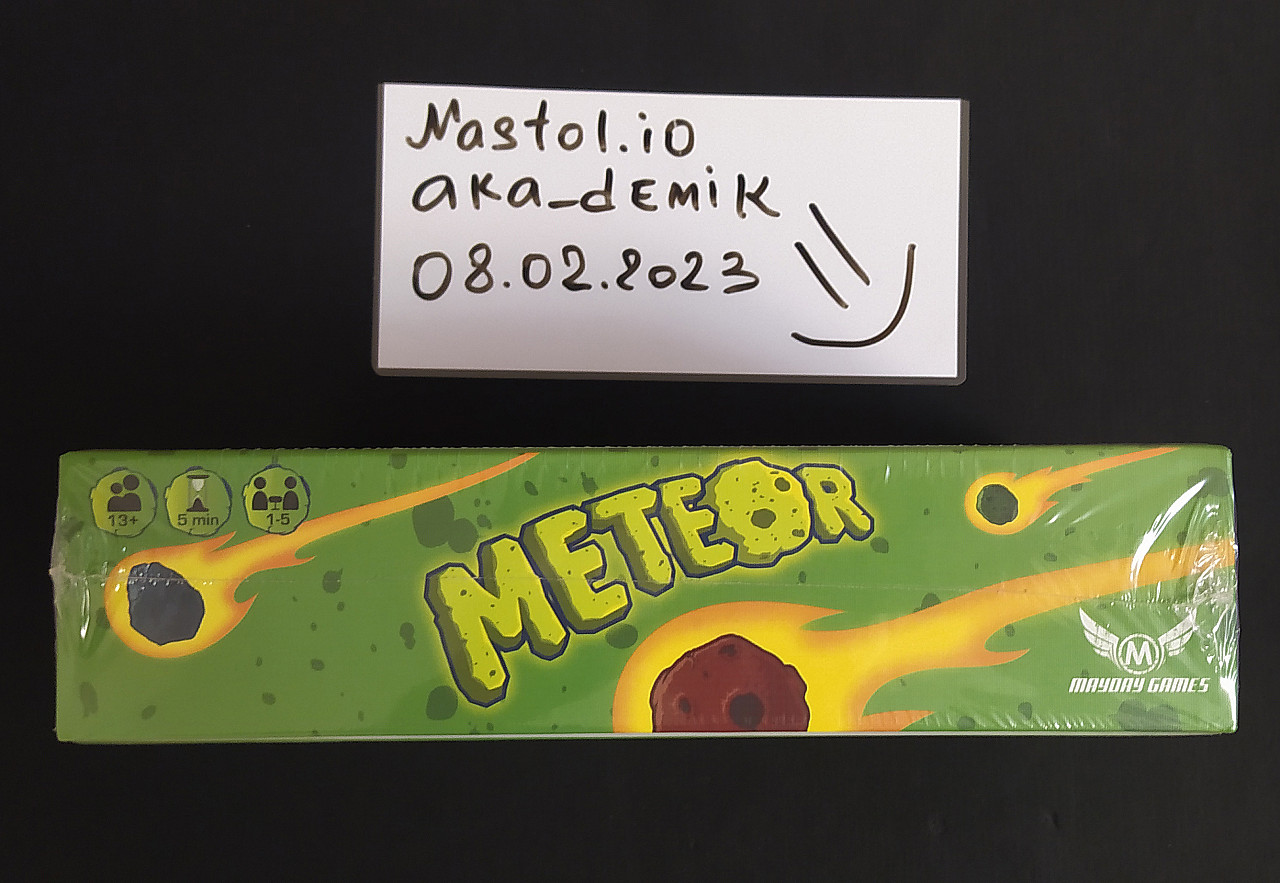 Nastol.io
aka_dEmiK
08.02.2023
13+
5 min
1-5
METEOR
M
MAYDAY GAMES